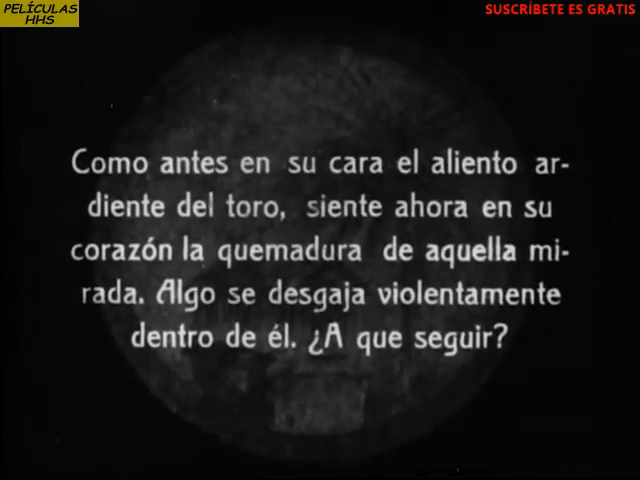 PELÍCULAS
HHS
SUSCRÍBETE ES GRATIS
Como antes en su cara el aliento ar-
diente del toro, siente ahora en su
corazón la quemadura de aquella mi-
rada. Algo se desgaja violentamente
dentro de él. ¿A que seguir?